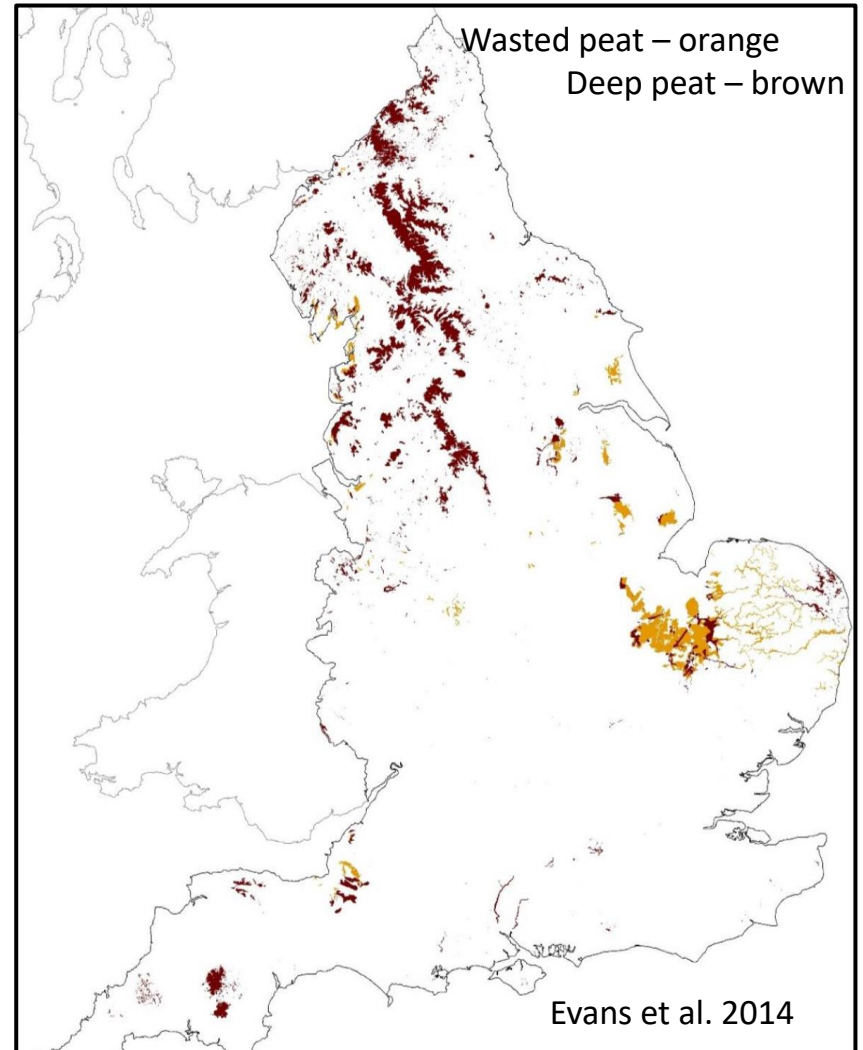 Wasted peat – orange
Deep peat – brown
Evans et al. 2014